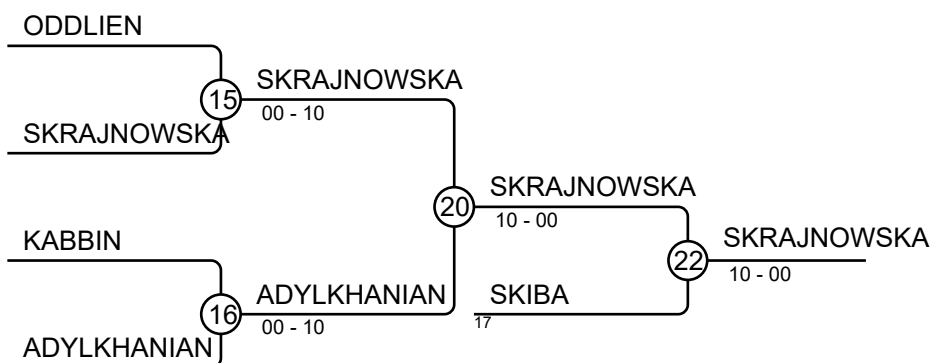 ODDLIEN
SKRAJNOWSKA
15
00 - 10
SKRAJNOWSKA
SKRAJNOWSKA
20
10 - 00
SKRAJNOWSKA
22
10 - 00
KABBIN
ADYLKHANIAN
16
00 - 10
SKIBA
17
ADYLKHANIAN